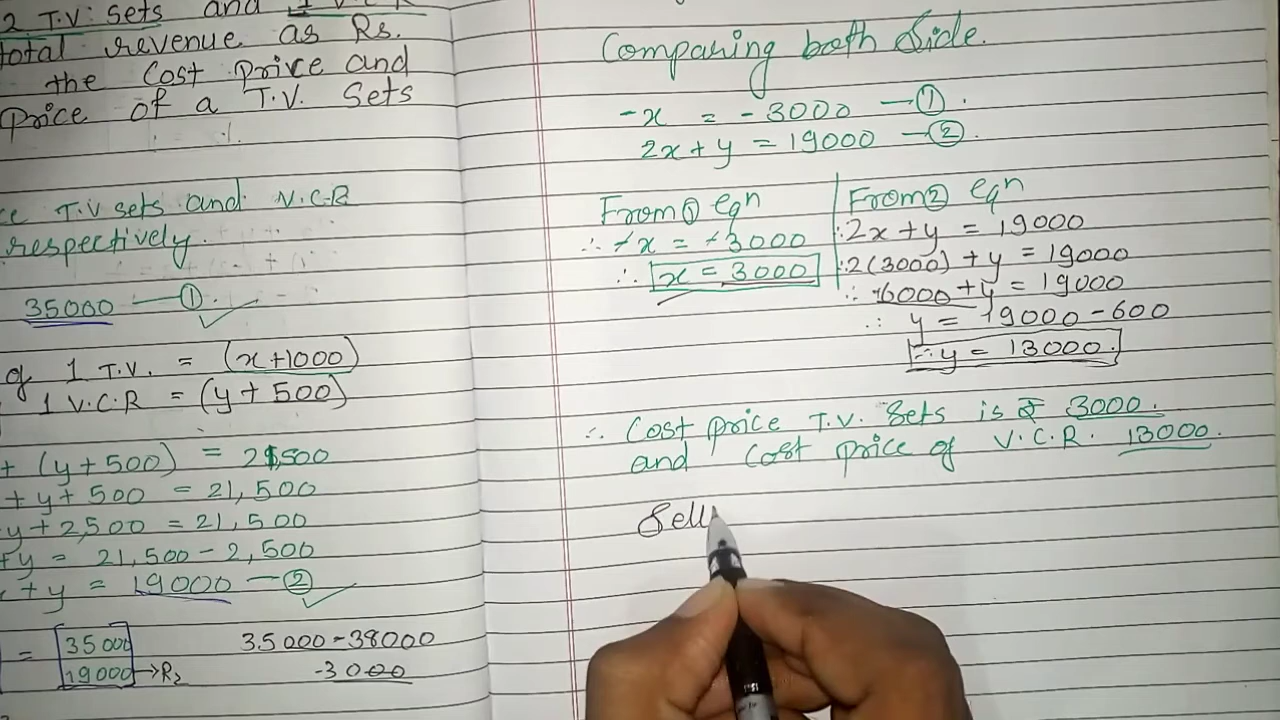 2 T.V. Sets and 1 V.C.R
total revenue as Rs.
the Cost Price and
Price of a T.V. Sets
ce T.V sets and V.C.R
respectively.
35000 — ①.
of 1 T.V. = (x+1000)
1 V.C.R = (y + 500)
+ (y+500) = 21,500
+ y + 500 = 21,500
y + 2,500 = 21,500
+y = 21,500 - 2,500
+ y = 19000 — ②
= [35000
19000] → R₂
35000 - 38000
-3000
Comparing both Side.
-x = -3000 — ①.
2x + y = 19000 — ②.
From ① eqn
∴ -x = -3000
∴ x = 3000
From ② eqn
∴ 2x + y = 19000
∴ 2(3000) + y = 19000
∴ 6000 + y = 19000
∴ y = 19000 - 600
∴ y = 13000.
∴ Cost price T.V. Sets is ₹ 3000.
and Cost price of V.C.R. 13000.
Sell